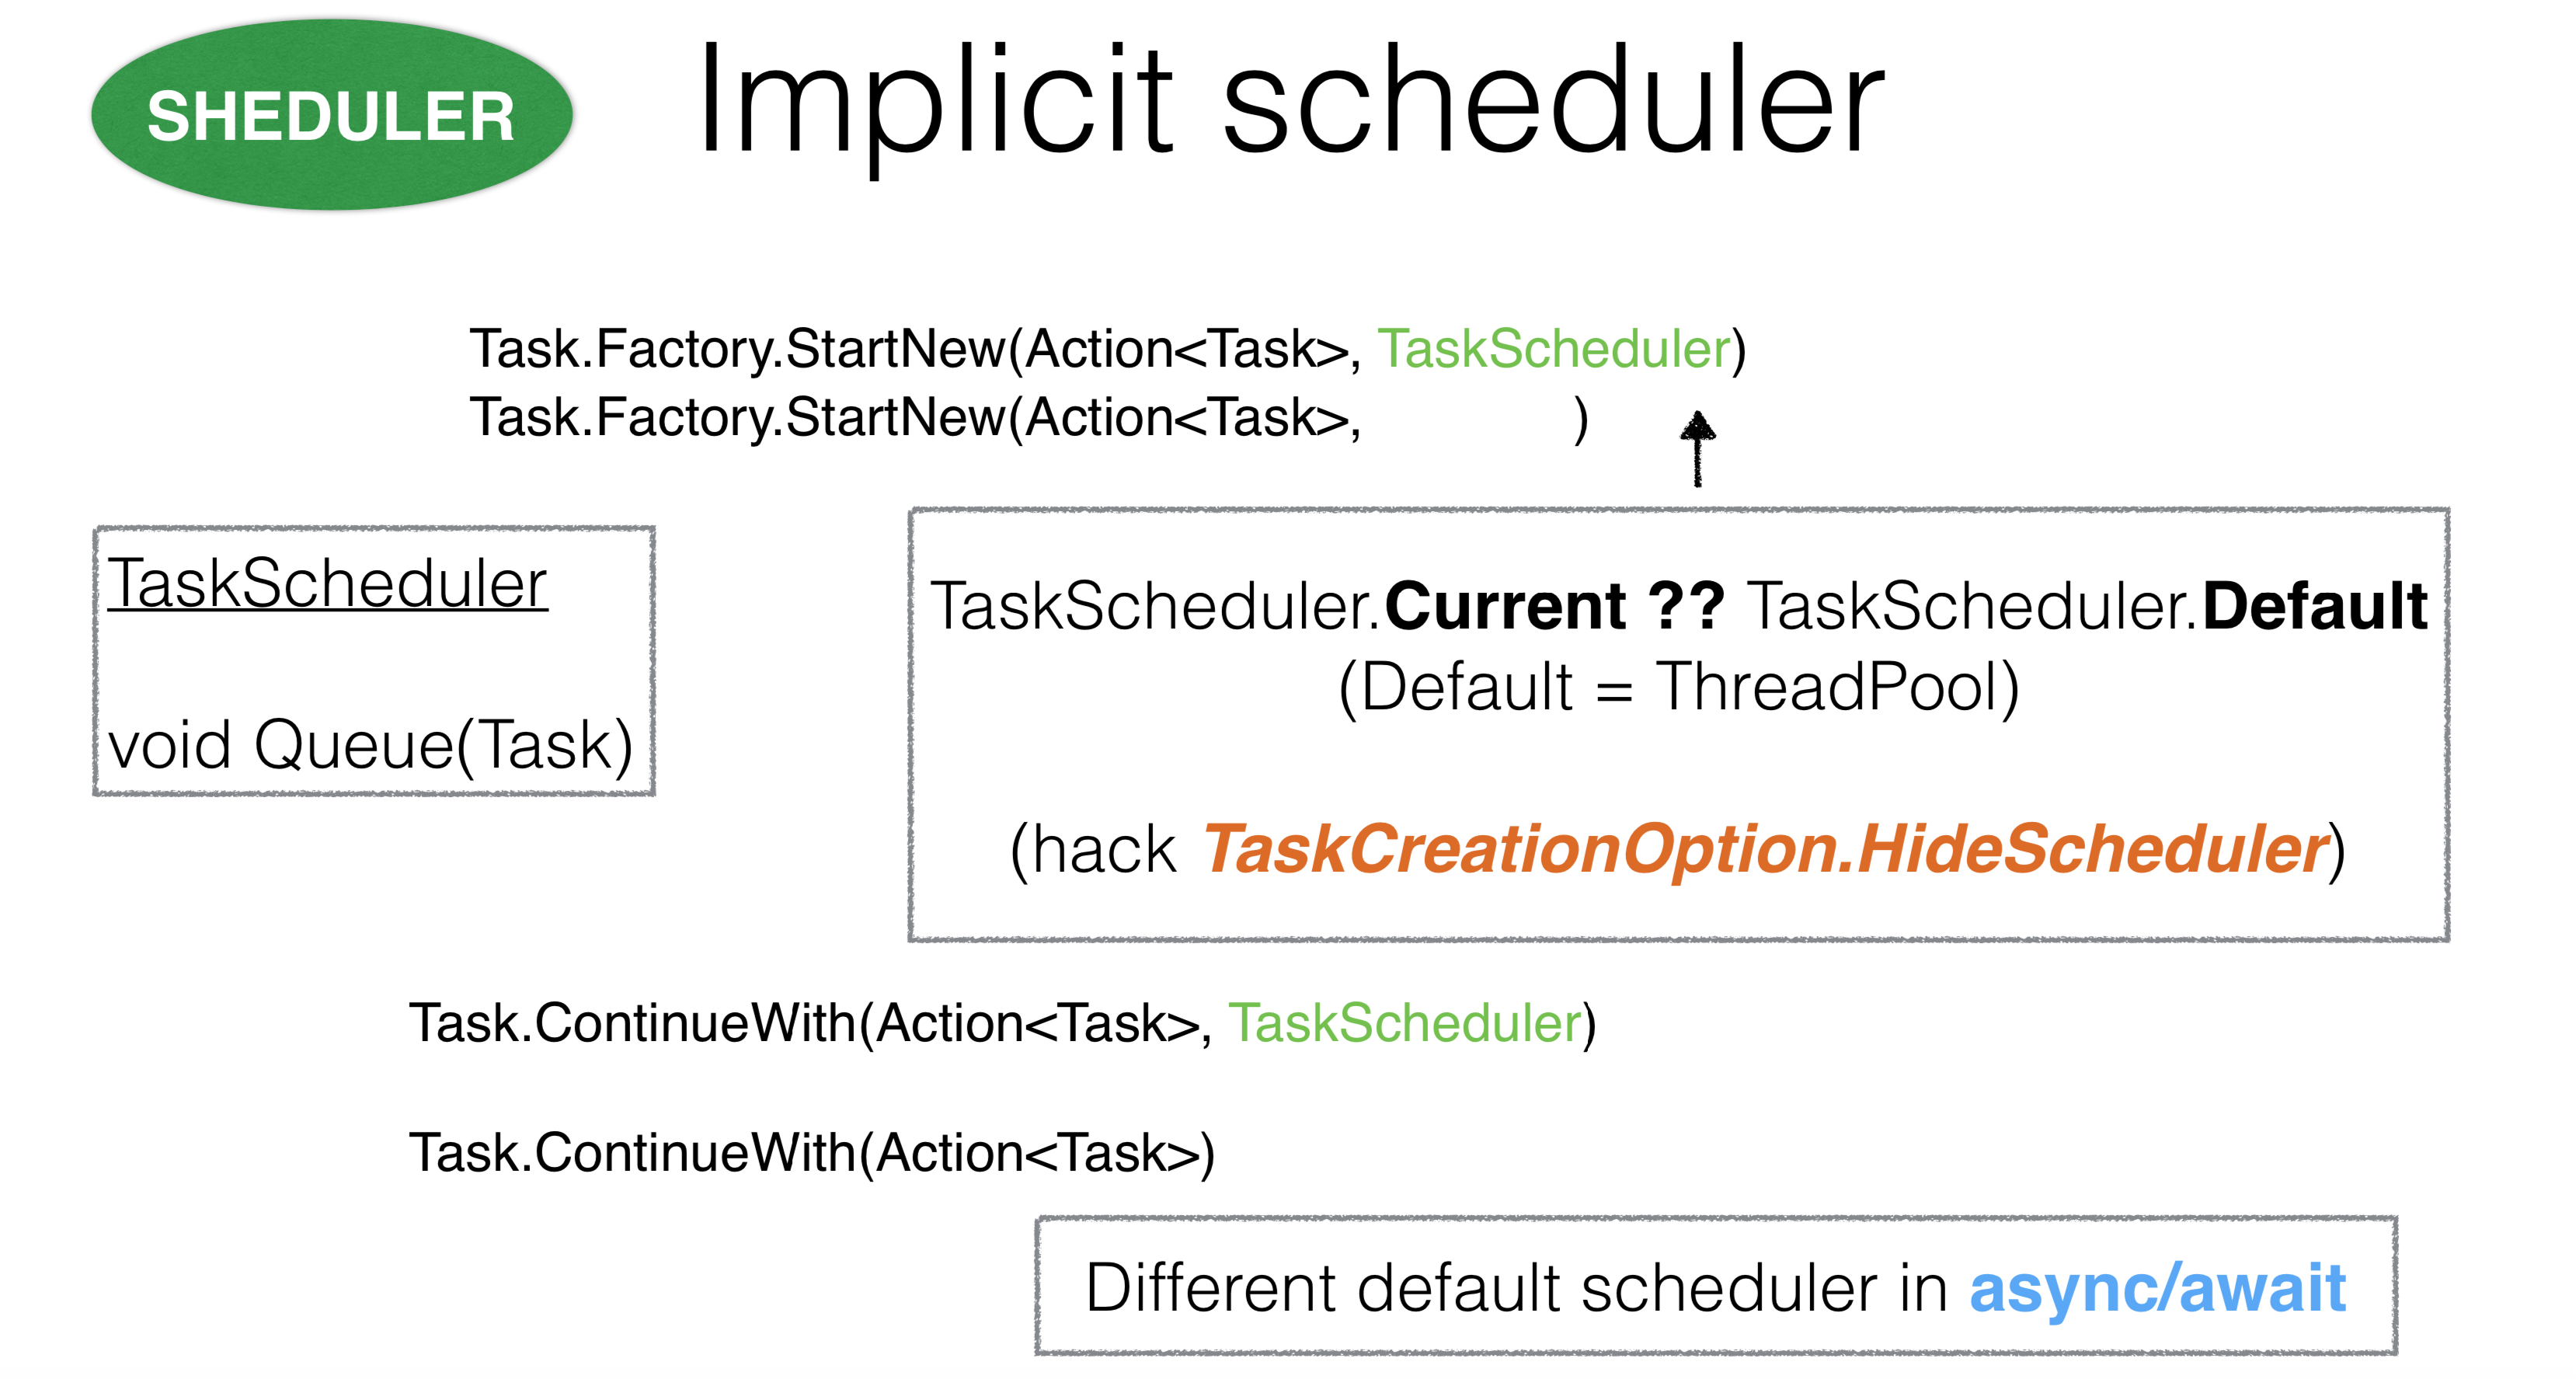 SHEDULER
Implicit scheduler
Task.Factory.StartNew(Action<Task>, TaskScheduler)
Task.Factory.StartNew(Action<Task>, )
TaskScheduler
void Queue(Task)
TaskScheduler.Current ?? TaskScheduler.Default
(Default = ThreadPool)
(hack TaskCreationOption.HideScheduler)
Task.ContinueWith(Action<Task>, TaskScheduler)
Task.ContinueWith(Action<Task>)
Different default scheduler in async/await